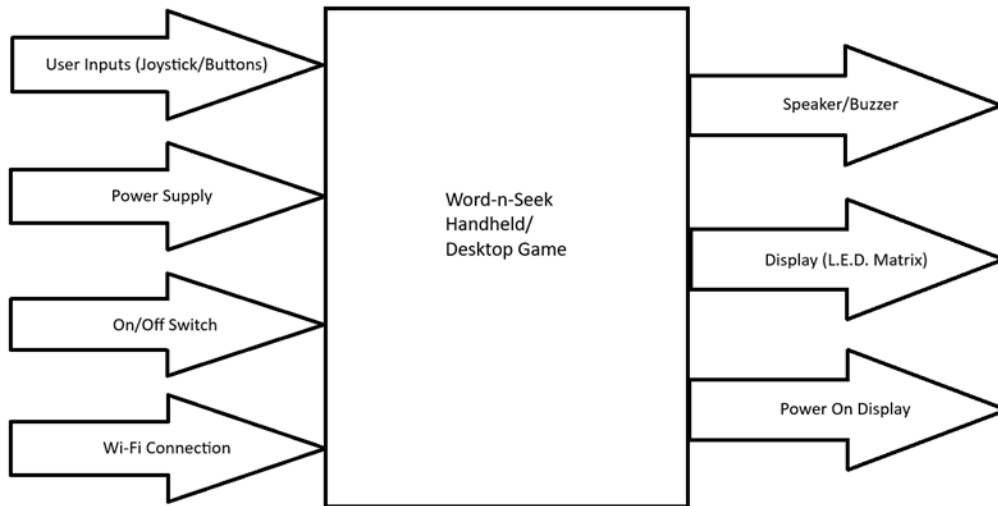 User Inputs (Joystick/Buttons)
Power Supply
On/Off Switch
Wi-Fi Connection
Word-n-Seek
Handheld/
Desktop Game
Speaker/Buzzer
Display (L.E.D. Matrix)
Power On Display